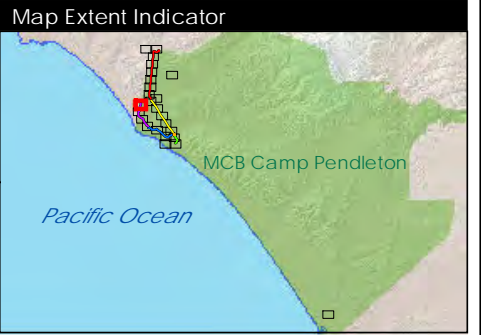 Map Extent Indicator
MCB Camp Pendleton
Pacific Ocean